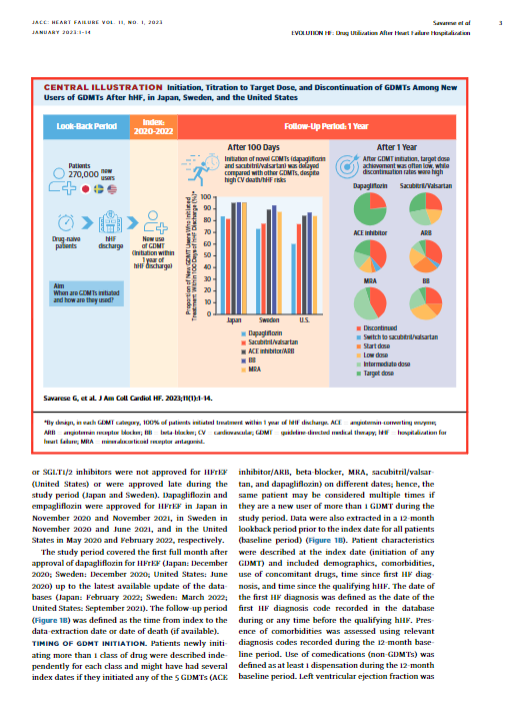 JACC: HEART FAILURE VOL. 11, NO. 1, 2023
JANUARY 2023:1-14
Savarese et al
EVOLUTION HF: Drug Utilization After Heart Failure Hospitalization
3
CENTRAL ILLUSTRATION Initiation, Titration to Target Dose, and Discontinuation of GDMTs Among New
Users of GDMTs After hHF, in Japan, Sweden, and the United States
Look-Back Period
Index:
2020-2022
Follow-Up Period: 1 Year
Patients
270,000 new
users
Drug-naive
patients
hHF
discharge
New use
of GDMT
(Initiation within
1 year of
hHF discharge)
Aim
When are GDMTs initiated
and how are they used?
After 100 Days
Initiation of novel GDMTs (dapagliflozin
and sacubitril/valsartan) was delayed
compared with other GDMTs, despite
high CV death/hHF risks
Proportion of New GDMT Users Who Initiated
Treatment Within 100 Days of hHF Discharge (%)*
100
90
80
70
60
50
40
30
20
10
0
Japan
Sweden
U.S.
Dapagliflozin
Sacubitril/valsartan
ACE inhibitor/ARB
BB
MRA
After 1 Year
After GDMT initiation, target dose
achievement was often low, while
discontinuation rates were high
Dapagliflozin
Sacubitril/Valsartan
ACE Inhibitor
ARB
MRA
BB
Discontinued
Switch to sacubitril/valsartan
Start dose
Low dose
Intermediate dose
Target dose
Savarese G, et al. J Am Coll Cardiol HF. 2023;11(1):1-14.
*By design, in each GDMT category, 100% of patients initiated treatment within 1 year of hHF discharge. ACE = angiotensin-converting enzyme;
ARB = angiotensin receptor blocker; BB = beta-blocker; CV = cardiovascular; GDMT = guideline-directed medical therapy; hHF = hospitalization for
heart failure; MRA = mineralocorticoid receptor antagonist.
or SGLT1/2 inhibitors were not approved for HFrEF
(United States) or were approved late during the
study period (Japan and Sweden). Dapagliflozin and
empagliflozin were approved for HFrEF in Japan in
November 2020 and November 2021, in Sweden in
November 2020 and June 2021, and in the United
States in May 2020 and February 2022, respectively.
The study period covered the first full month after
approval of dapagliflozin for HFrEF (Japan: December
2020; Sweden: December 2020; United States: June
2020) up to the latest available update of the data-
bases (Japan: February 2022; Sweden: March 2022;
United States: September 2021). The follow-up period
(Figure 1B) was defined as the time from index to the
data-extraction date or date of death (if available).
TIMING OF GDMT INITIATION. Patients newly initi-
ating more than 1 class of drug were described inde-
pendently for each class and might have had several
index dates if they initiated any of the 5 GDMTs (ACE
inhibitor/ARB, beta-blocker, MRA, sacubitril/valsar-
tan, and dapagliflozin) on different dates; hence, the
same patient may be considered multiple times if
they are a new user of more than 1 GDMT during the
study period. Data were also extracted in a 12-month
lookback period prior to the index date for all patients
(baseline period) (Figure 1B). Patient characteristics
were described at the index date (initiation of any
GDMT) and included demographics, comorbidities,
use of concomitant drugs, time since first HF diag-
nosis, and time since the qualifying hHF. The date of
the first HF diagnosis was defined as the date of the
first HF diagnosis code recorded in the database
during or any time before the qualifying hHF. Pres-
ence of comorbidities was assessed using relevant
diagnosis codes recorded during the 12-month base-
line period. Use of comedications (non-GDMTs) was
defined as at least 1 dispensation during the 12-month
baseline period. Left ventricular ejection fraction was